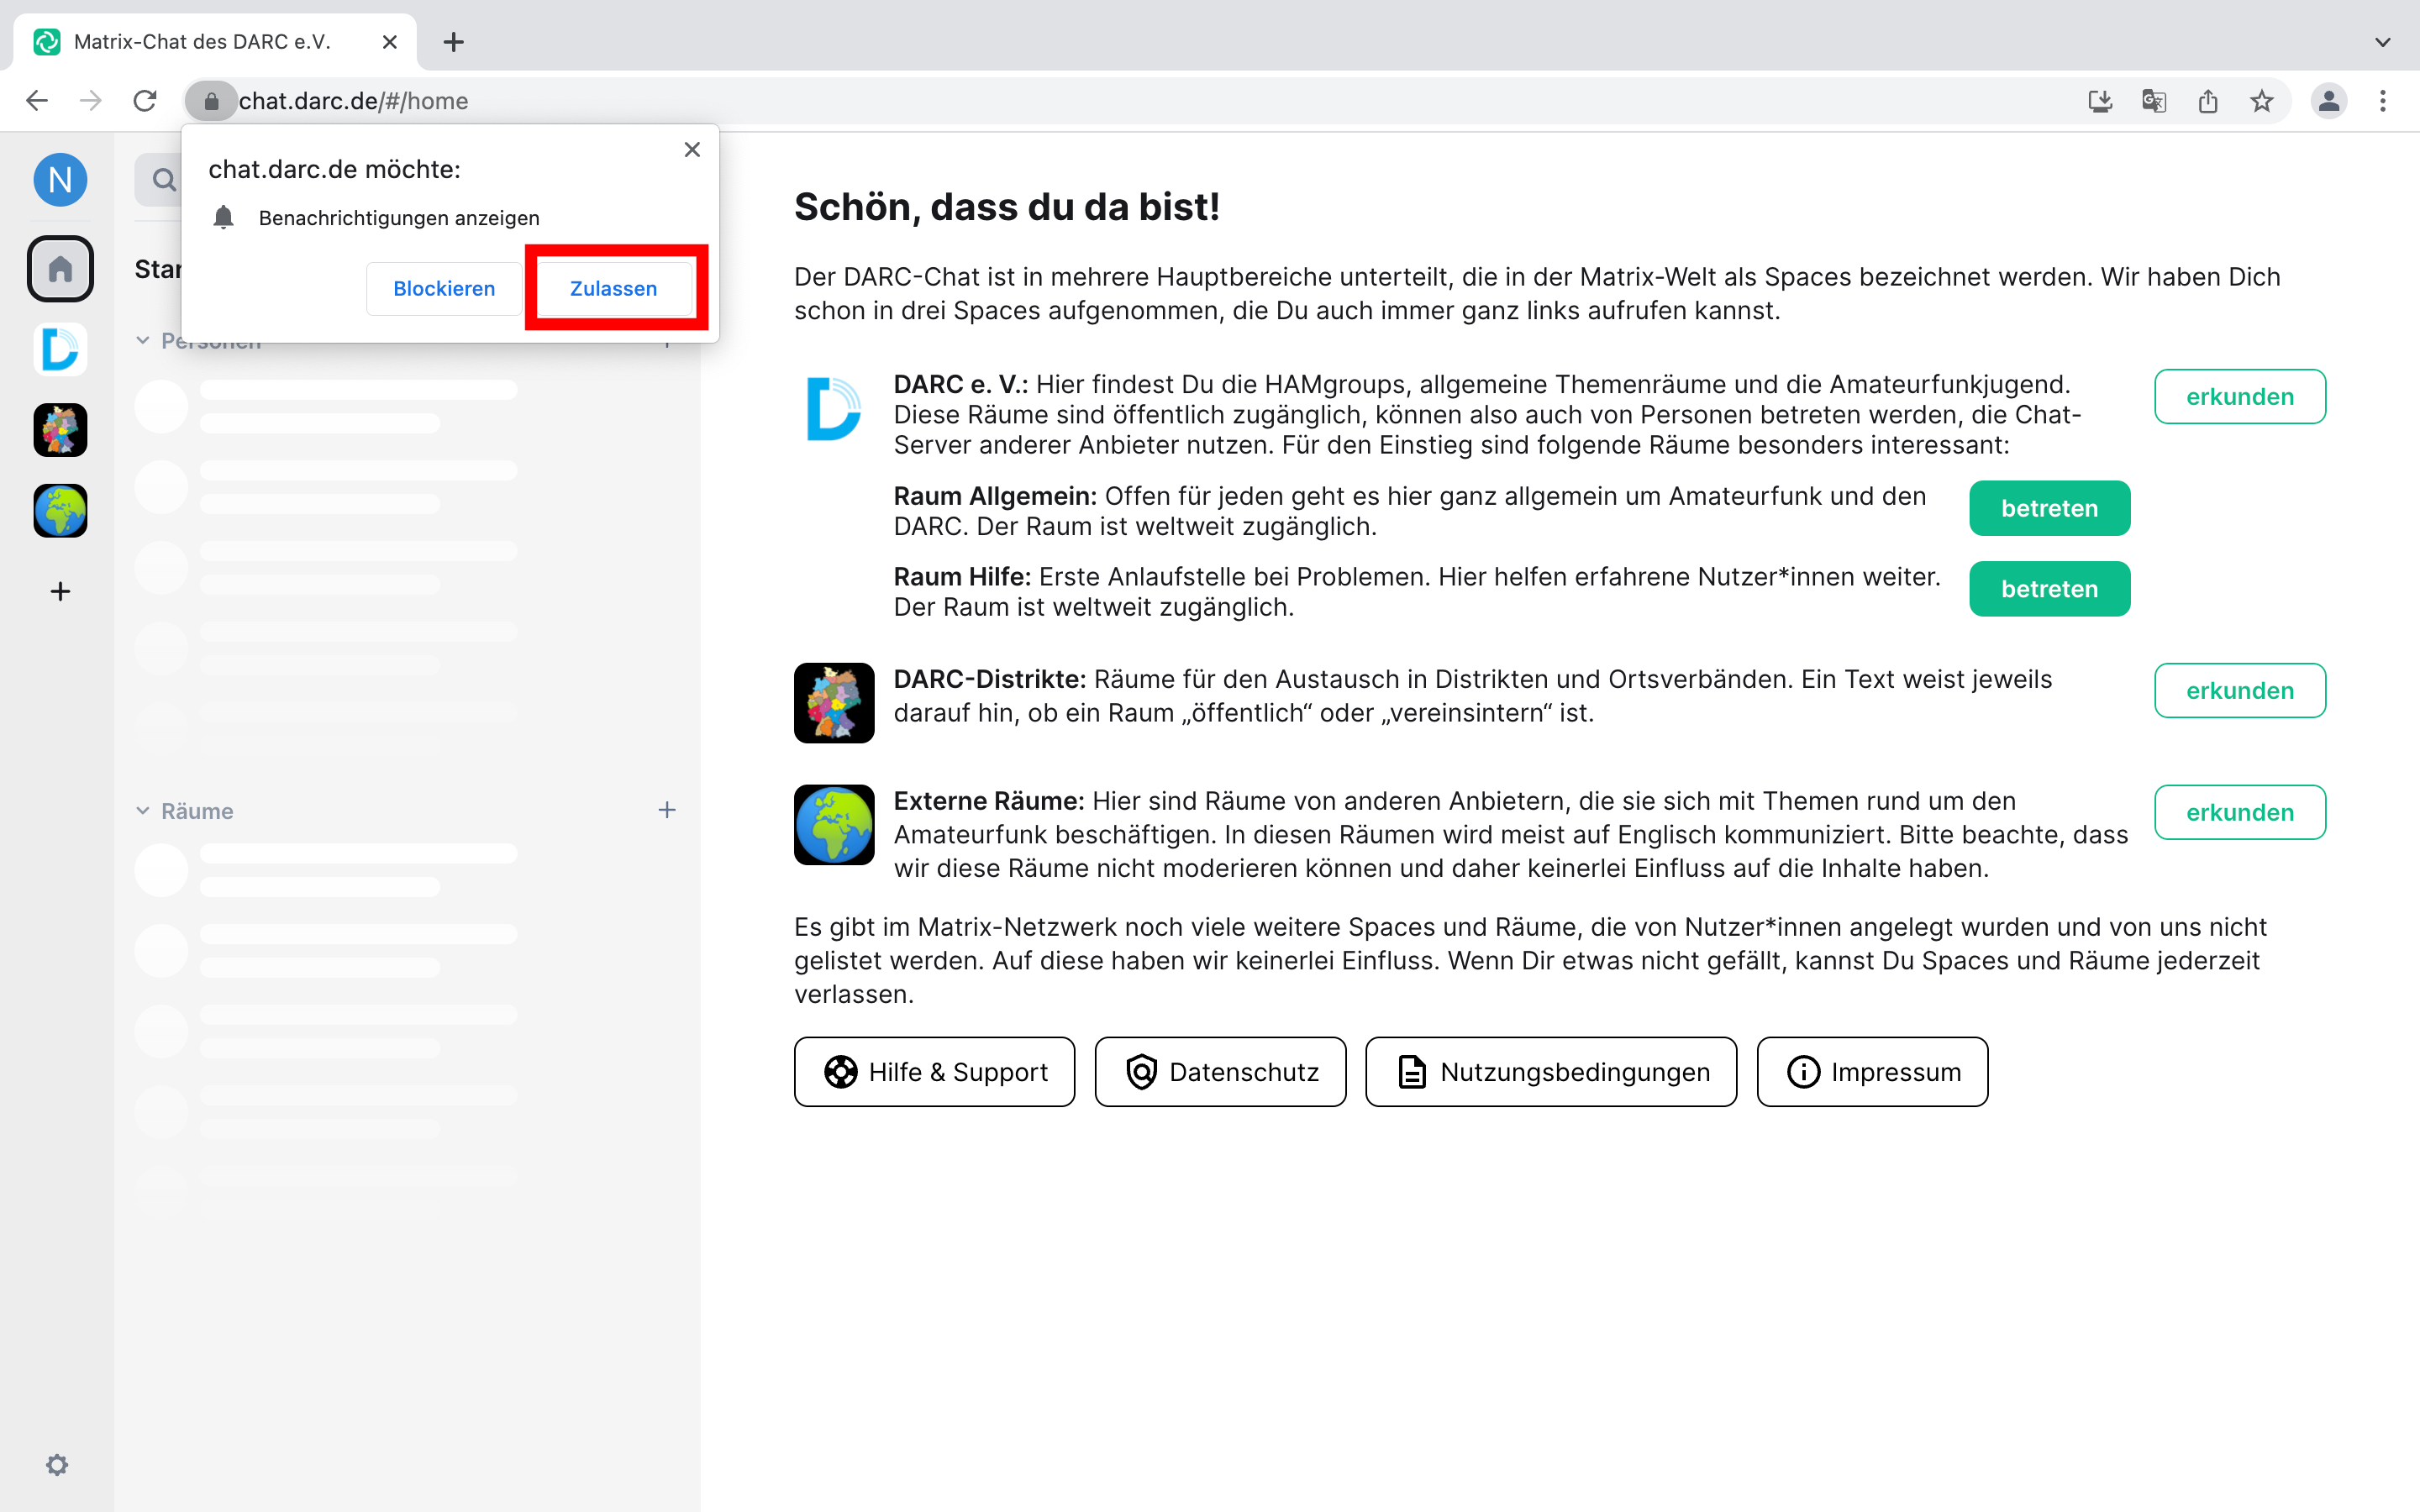 Matrix-Chat des DARC e.V.
chat.darc.de/#/home
N
chat.darc.de möchte:
Benachrichtigungen anzeigen
Blockieren
Zulassen
Star
Personen
Räume
Schön, dass du da bist!
Der DARC-Chat ist in mehrere Hauptbereiche unterteilt, die in der Matrix-Welt als Spaces bezeichnet werden. Wir haben Dich
schon in drei Spaces aufgenommen, die Du auch immer ganz links aufrufen kannst.
DARC e. V.: Hier findest Du die HAMgroups, allgemeine Themenräume und die Amateurfunkjugend.
Diese Räume sind öffentlich zugänglich, können also auch von Personen betreten werden, die Chat-
Server anderer Anbieter nutzen. Für den Einstieg sind folgende Räume besonders interessant:
erkunden
Raum Allgemein: Offen für jeden geht es hier ganz allgemein um Amateurfunk und den
DARC. Der Raum ist weltweit zugänglich.
betreten
Raum Hilfe: Erste Anlaufstelle bei Problemen. Hier helfen erfahrene Nutzer*innen weiter.
Der Raum ist weltweit zugänglich.
betreten
DARC-Distrikte: Räume für den Austausch in Distrikten und Ortsverbänden. Ein Text weist jeweils
darauf hin, ob ein Raum „öffentlich“ oder „vereinsintern“ ist.
erkunden
Externe Räume: Hier sind Räume von anderen Anbietern, die sie sich mit Themen rund um den
Amateurfunk beschäftigen. In diesen Räumen wird meist auf Englisch kommuniziert. Bitte beachte, dass
wir diese Räume nicht moderieren können und daher keinerlei Einfluss auf die Inhalte haben.
erkunden
Es gibt im Matrix-Netzwerk noch viele weitere Spaces und Räume, die von Nutzer*innen angelegt wurden und von uns nicht
gelistet werden. Auf diese haben wir keinerlei Einfluss. Wenn Dir etwas nicht gefällt, kannst Du Spaces und Räume jederzeit
verlassen.
Hilfe & Support
Datenschutz
Nutzungsbedingungen
Impressum